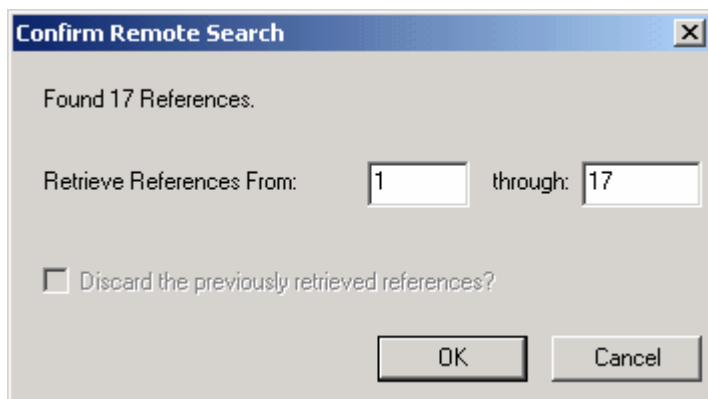 Confirm Remote Search
Found 17 References.
Retrieve References From: 1 through: 17
Discard the previously retrieved references?
OK Cancel